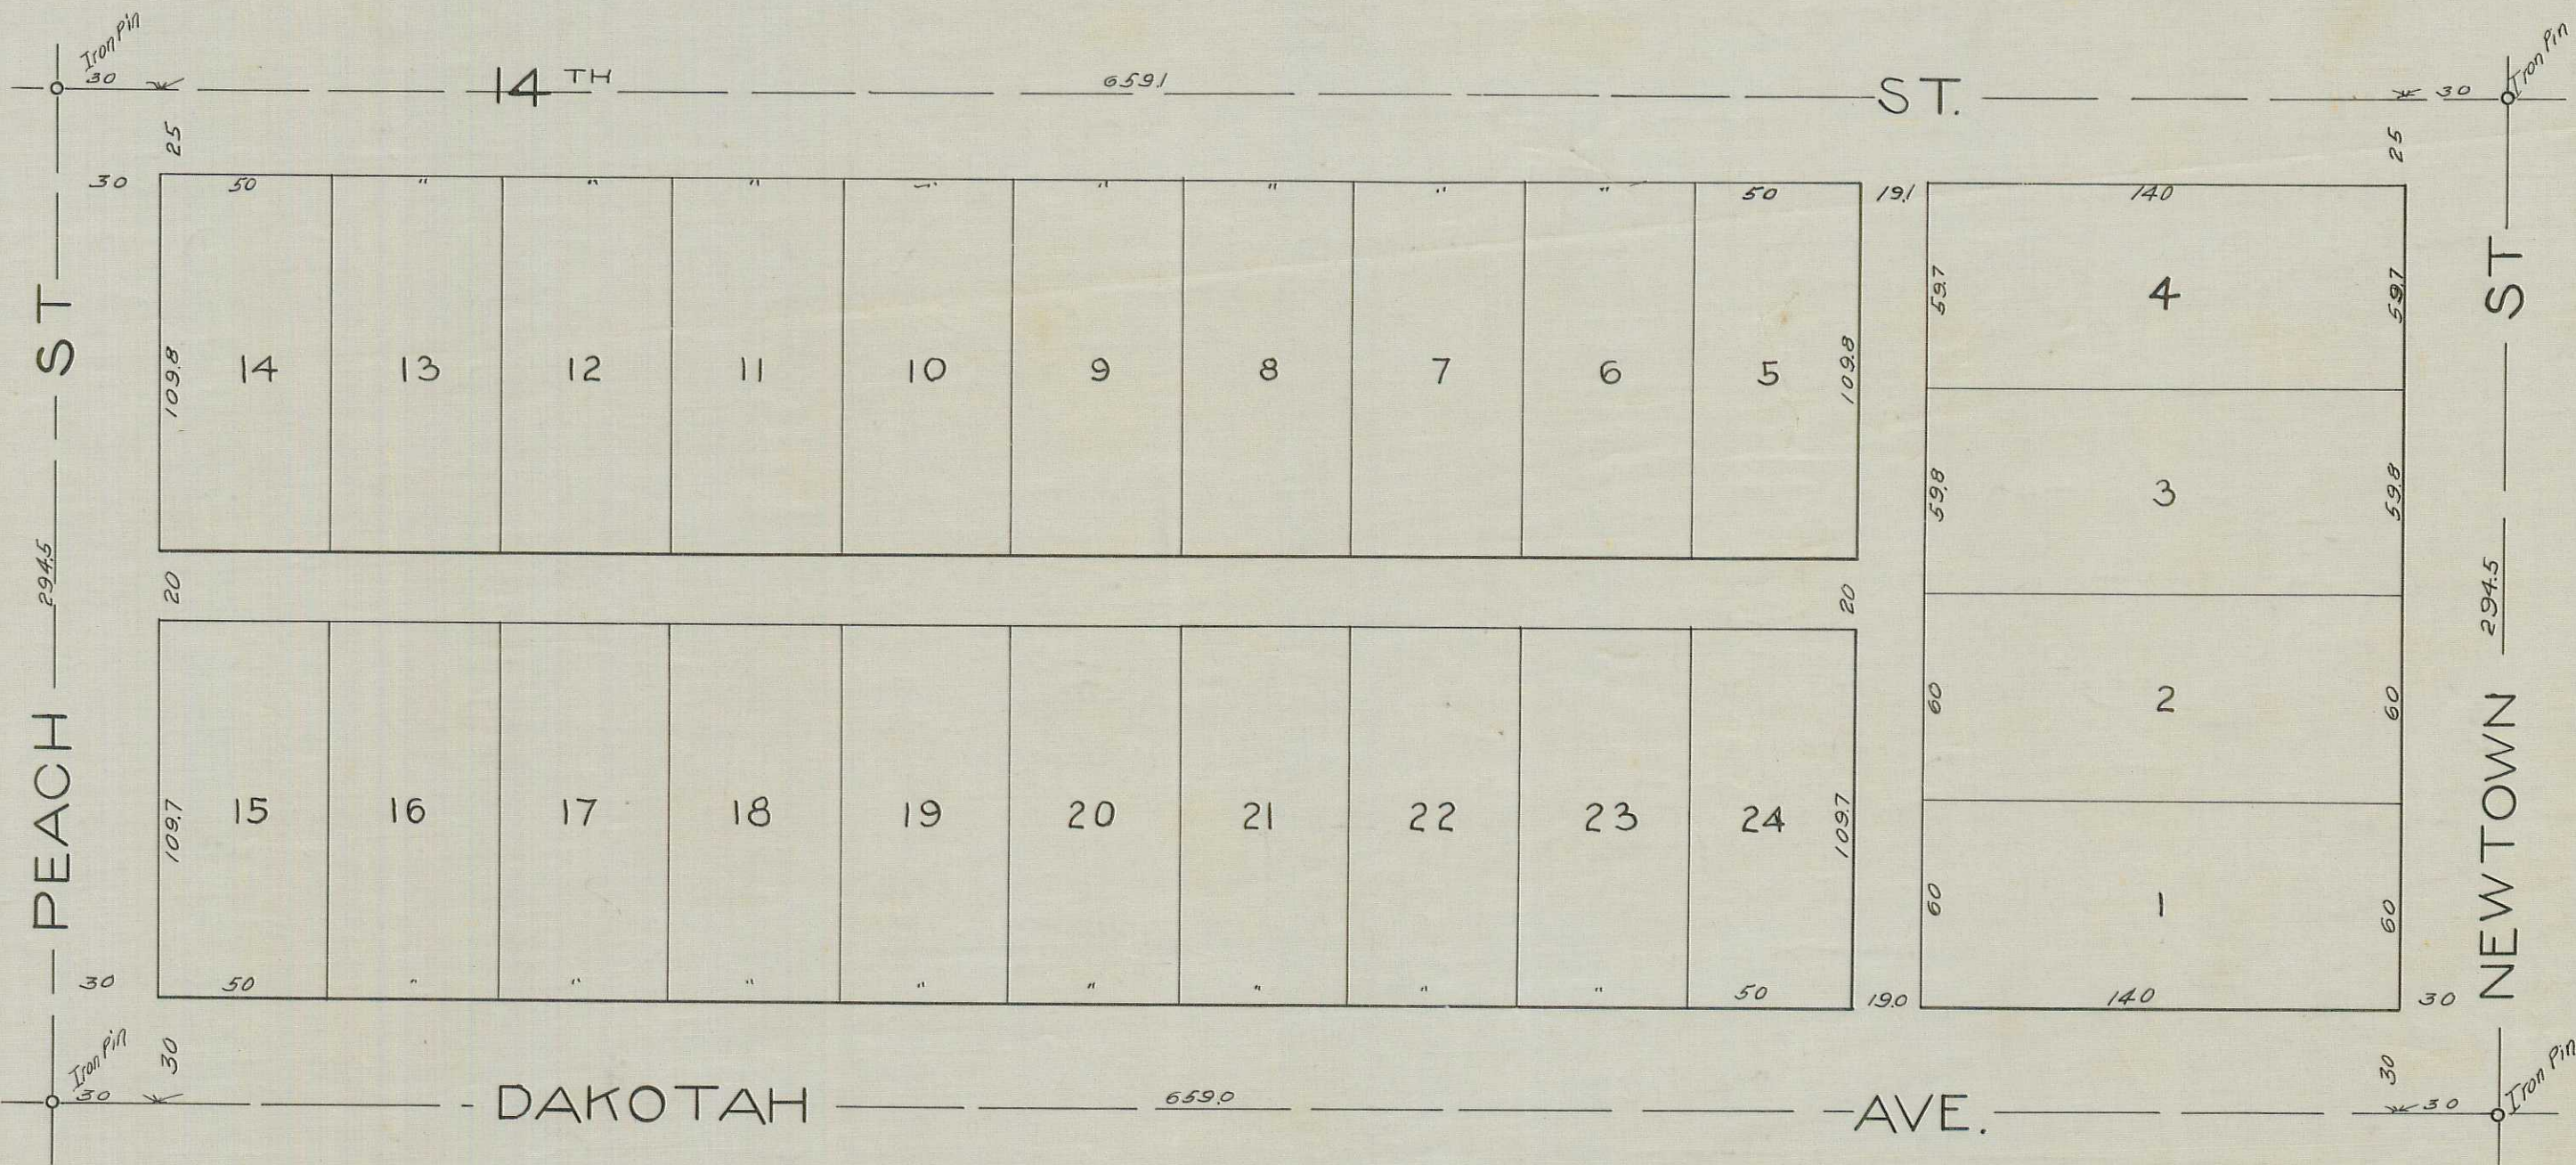 Iron Pin
Iron Pin
30 14TH 659.1 ST. 30
25 25
30 50 " " " " " " " " 50 19.1 140
59.7 4 59.7
PEACH ST
NEWTOWN ST
109.8 14 13 12 11 10 9 8 7 6 5 109.8
59.8 3 59.8
294.5 20 20 294.5
60 2 60
109.7 15 16 17 18 19 20 21 22 23 24 109.7
60 1 60
30 50 " " " " " " " " 50 19.0 140 30
Iron Pin 30 30 Iron Pin
30 DAKOTAH 659.0 AVE. 30